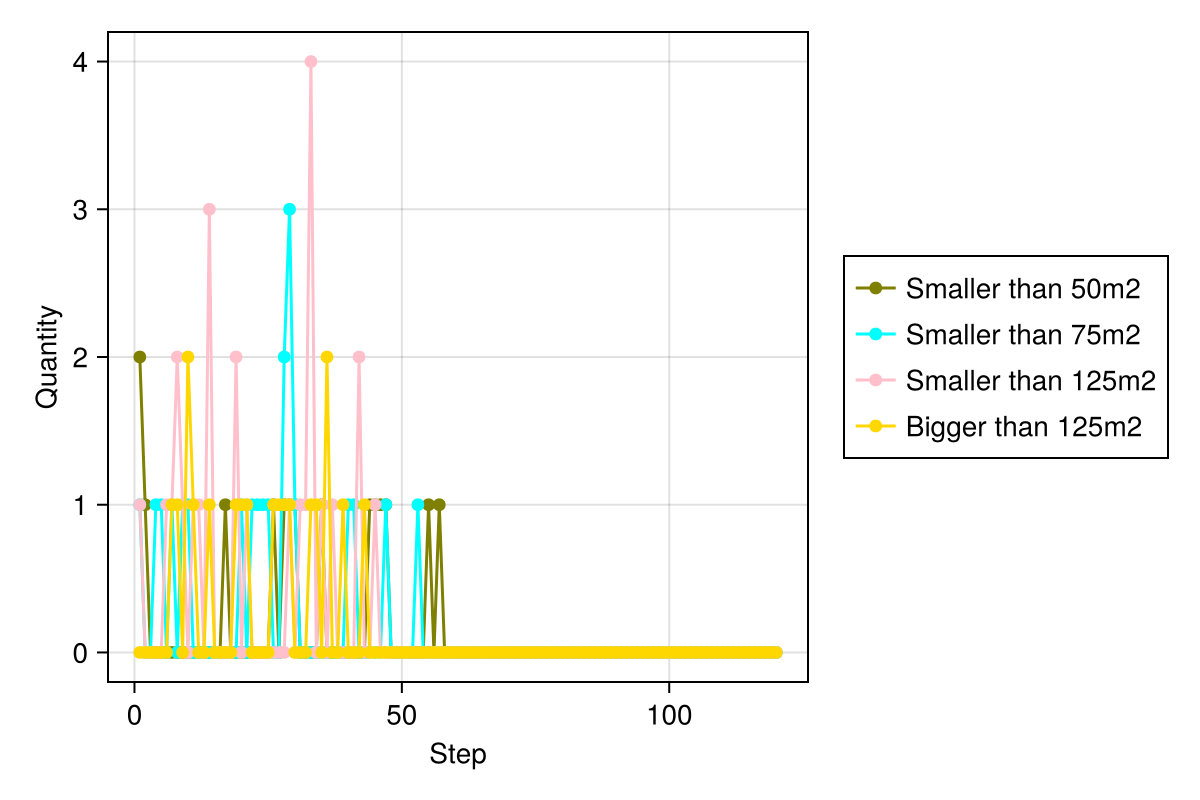 4
3
2
1
0
Quantity
0
50
100
Step
Smaller than 50m2
Smaller than 75m2
Smaller than 125m2
Bigger than 125m2